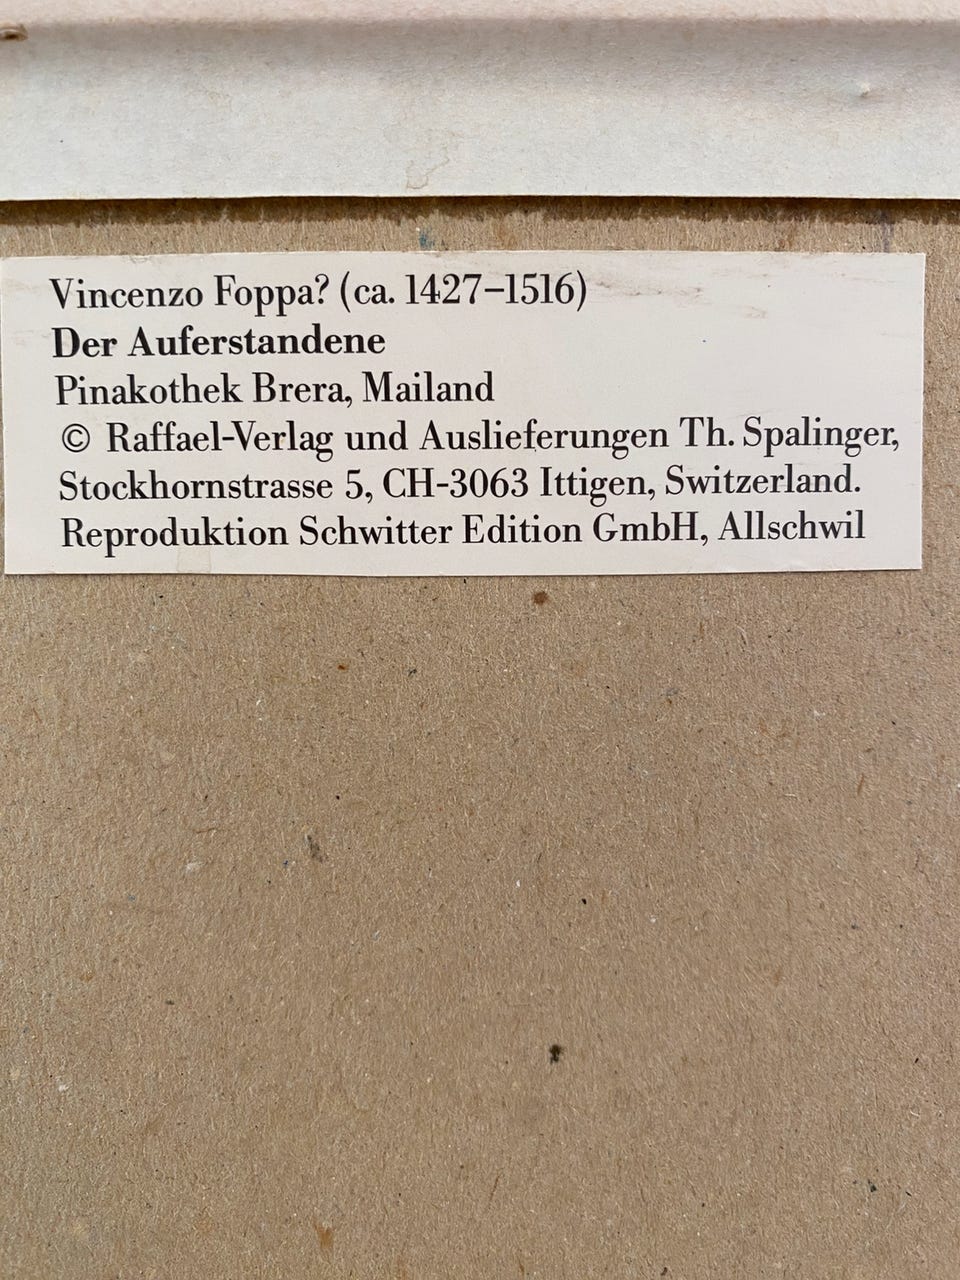 Vincenzo Foppa? (ca. 1427–1516)
Der Auferstandene
Pinakothek Brera, Mailand
© Raffael-Verlag und Auslieferungen Th. Spalinger,
Stockhornstrasse 5, CH-3063 Ittigen, Switzerland.
Reproduktion Schwitter Edition GmbH, Allschwil